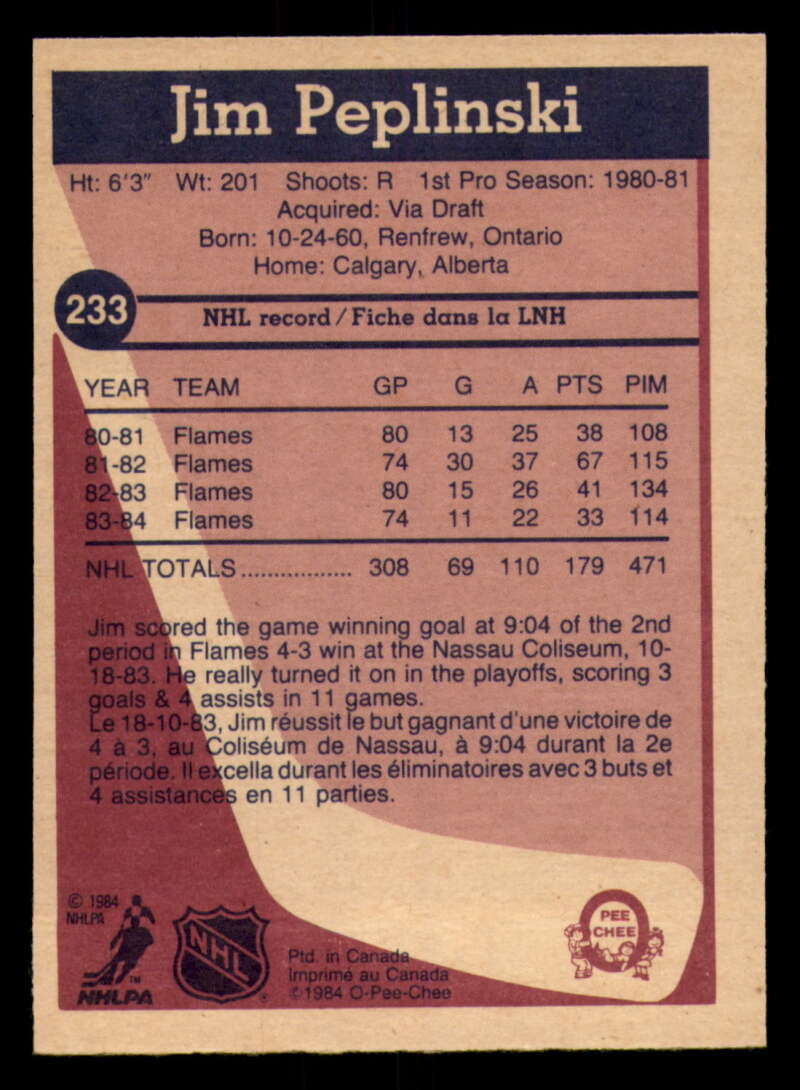 Jim Peplinski
Ht: 6'3" Wt: 201 Shoots: R 1st Pro Season: 1980-81
Acquired: Via Draft
Born: 10-24-60, Renfrew, Ontario
Home: Calgary, Alberta
233
NHL record/Fiche dans la LNH
YEAR TEAM GP G A PTS PIM
80-81 Flames 80 13 25 38 108
81-82 Flames 74 30 37 67 115
82-83 Flames 80 15 26 41 134
83-84 Flames 74 11 22 33 114
NHL TOTALS................. 308 69 110 179 471
Jim scored the game winning goal at 9:04 of the 2nd
period in Flames 4-3 win at the Nassau Coliseum, 10-
18-83. He really turned it on in the playoffs, scoring 3
goals & 4 assists in 11 games.
Le 18-10-83, Jim réussit le but gagnant d'une victoire de
4 à 3, au Coliséum de Nassau, à 9:04 durant la 2e
période. Il excella durant les éliminatoires avec 3 buts et
4 assistances en 11 parties.
© 1984
NHLPA
TM
NHLPA
NHL
®
Ptd. in Canada
Imprimé au Canada
©1984 O-Pee-Chee
PEE
CHEE